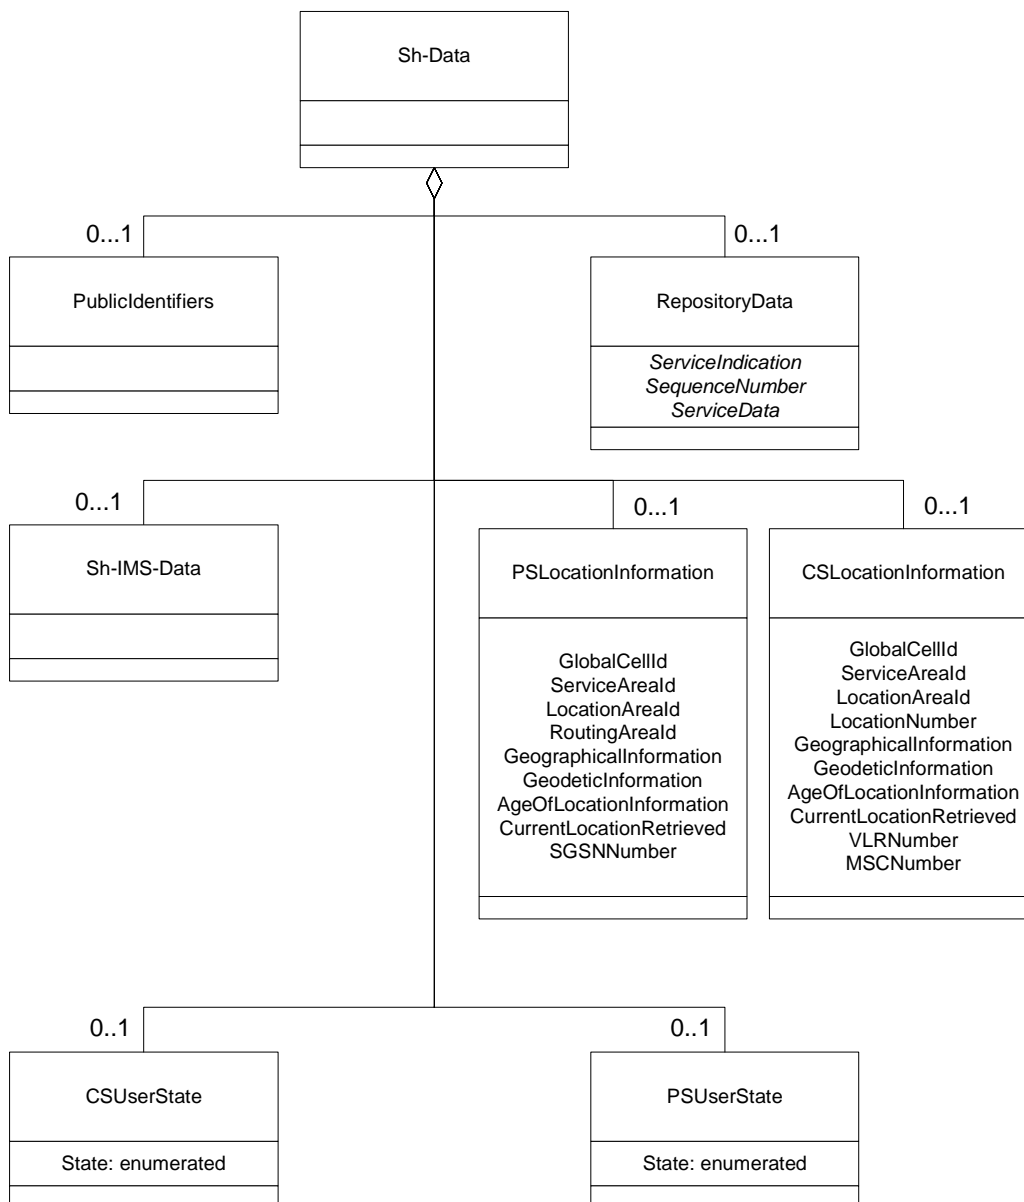 Sh-Data
0...1
0...1
PublicIdentifiers
RepositoryData
ServiceIndication
SequenceNumber
ServiceData
0...1
0...1
0...1
Sh-IMS-Data
PSLocationInformation
CSLocationInformation
GlobalCellId
ServiceAreaId
LocationAreaId
RoutingAreaId
GeographicalInformation
GeodeticInformation
AgeOfLocationInformation
CurrentLocationRetrieved
SGSNNumber
GlobalCellId
ServiceAreaId
LocationAreaId
LocationNumber
GeographicalInformation
GeodeticInformation
AgeOfLocationInformation
CurrentLocationRetrieved
VLRNumber
MSCNumber
0..1
0..1
CSUserState
PSUserState
State: enumerated
State: enumerated